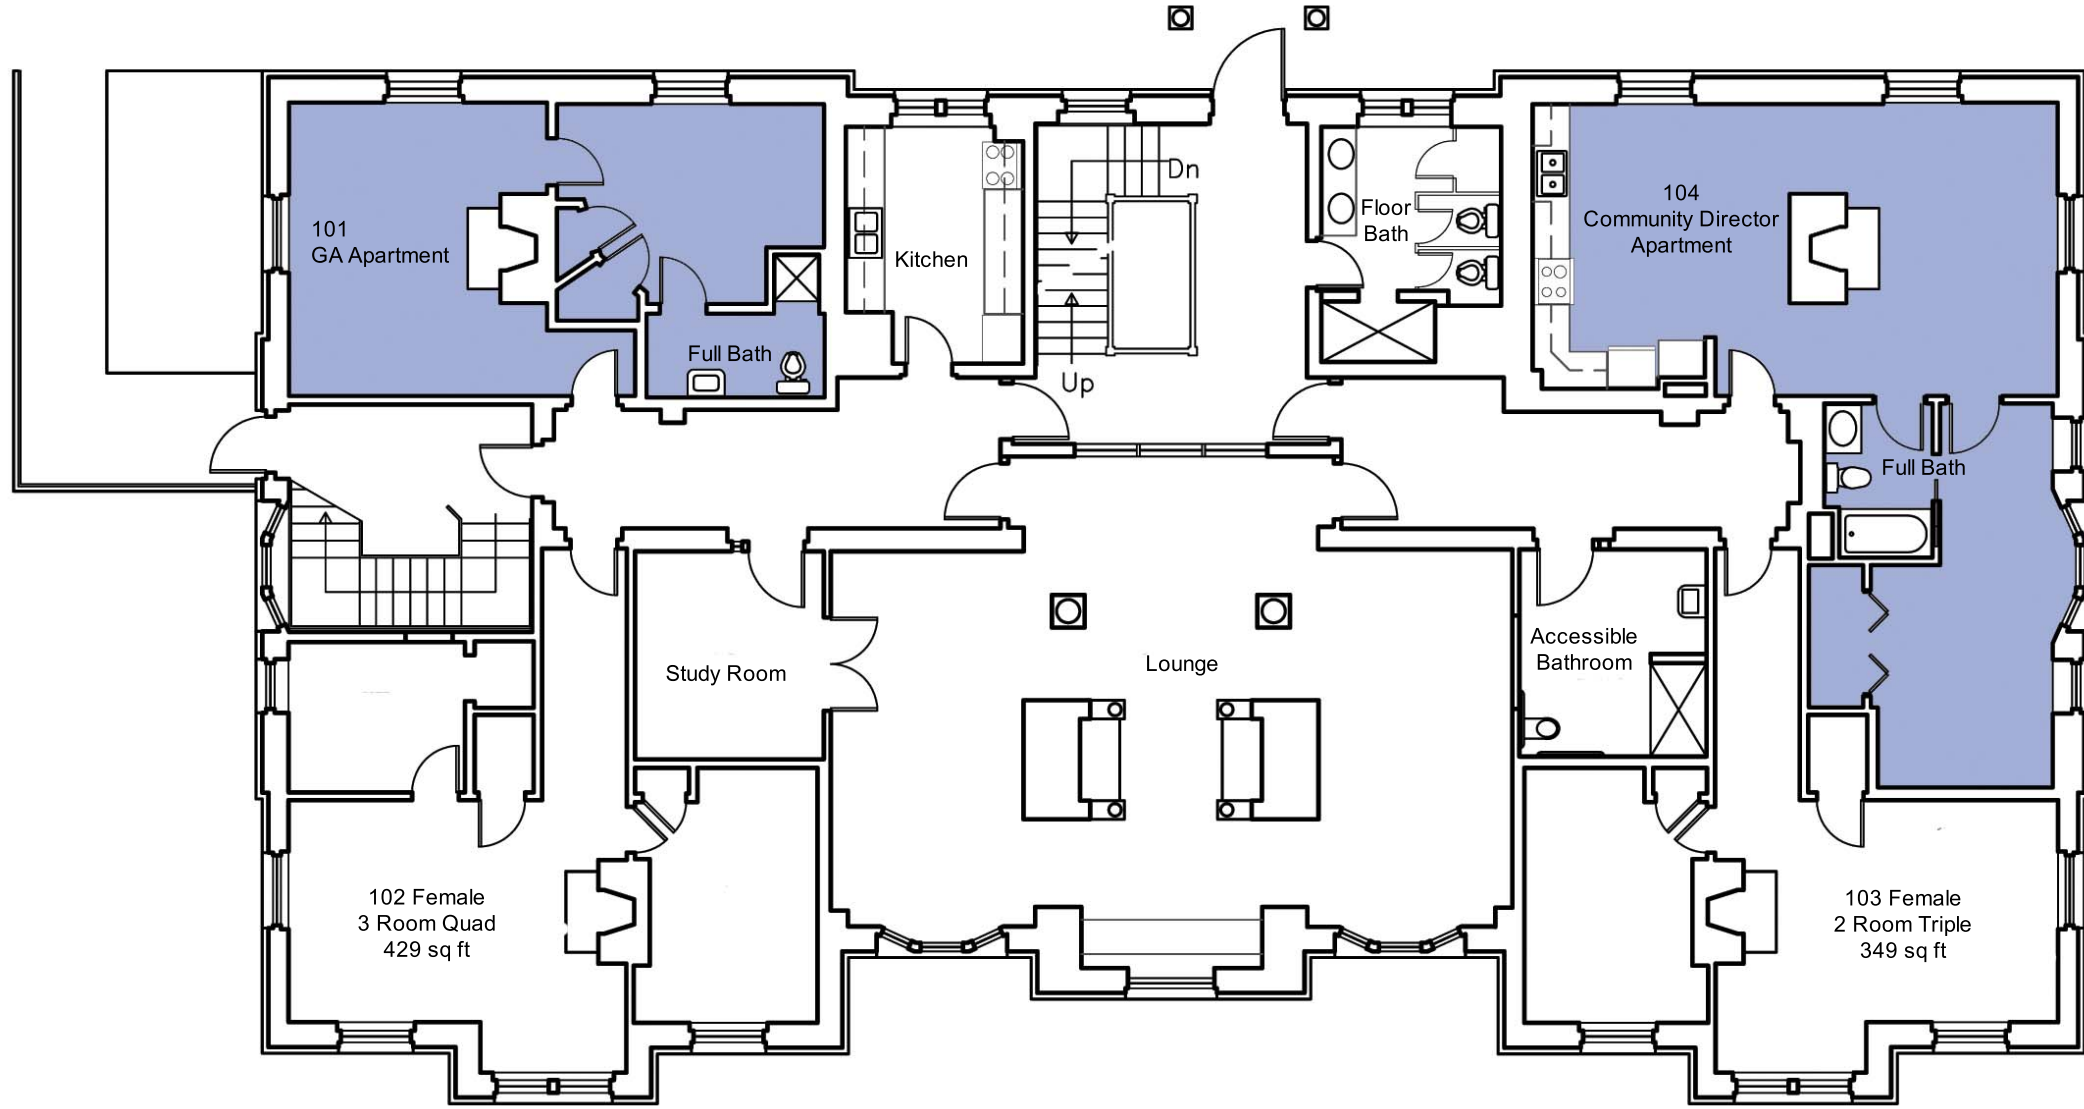 Dn
Up
101
GA Apartment
Full Bath
Kitchen
Floor
Bath
104
Community Director
Apartment
Full Bath
Study Room
Lounge
Accessible
Bathroom
102 Female
3 Room Quad
429 sq ft
103 Female
2 Room Triple
349 sq ft